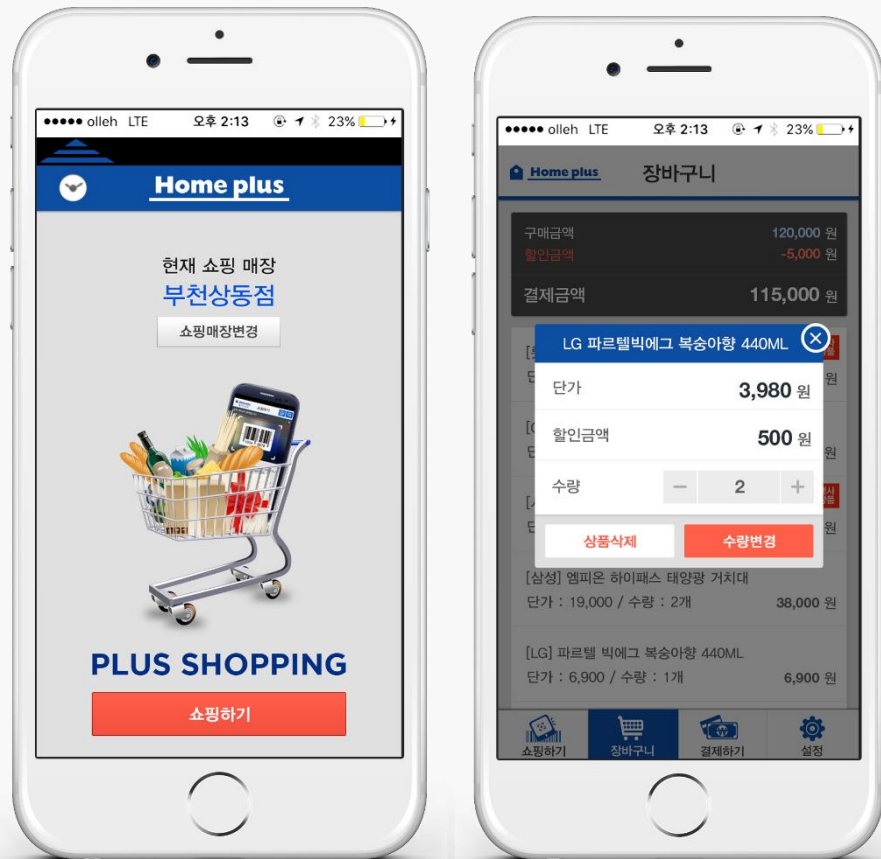 olleh LTE 오후 2:13 23%
Home plus
현재 쇼핑 매장
부천상동점
쇼핑매장변경
PLUS SHOPPING
쇼핑하기
olleh LTE 오후 2:13 23%
Home plus 장바구니
구매금액 120,000 원
할인금액 -5,000 원
결제금액 115,000 원
LG 파르텔빅에그 복숭아향 440ML
원
단가 3,980 원
원
할인금액 500 원
수량 − 2 +
원
상품삭제 수량변경
[삼성] 엠피온 하이패스 태양광 거치대
단가 : 19,000 / 수량 : 2개 38,000 원
[LG] 파르텔 빅에그 복숭아향 440ML
단가 : 6,900 / 수량 : 1개 6,900 원
쇼핑하기 장바구니 결제하기 설정